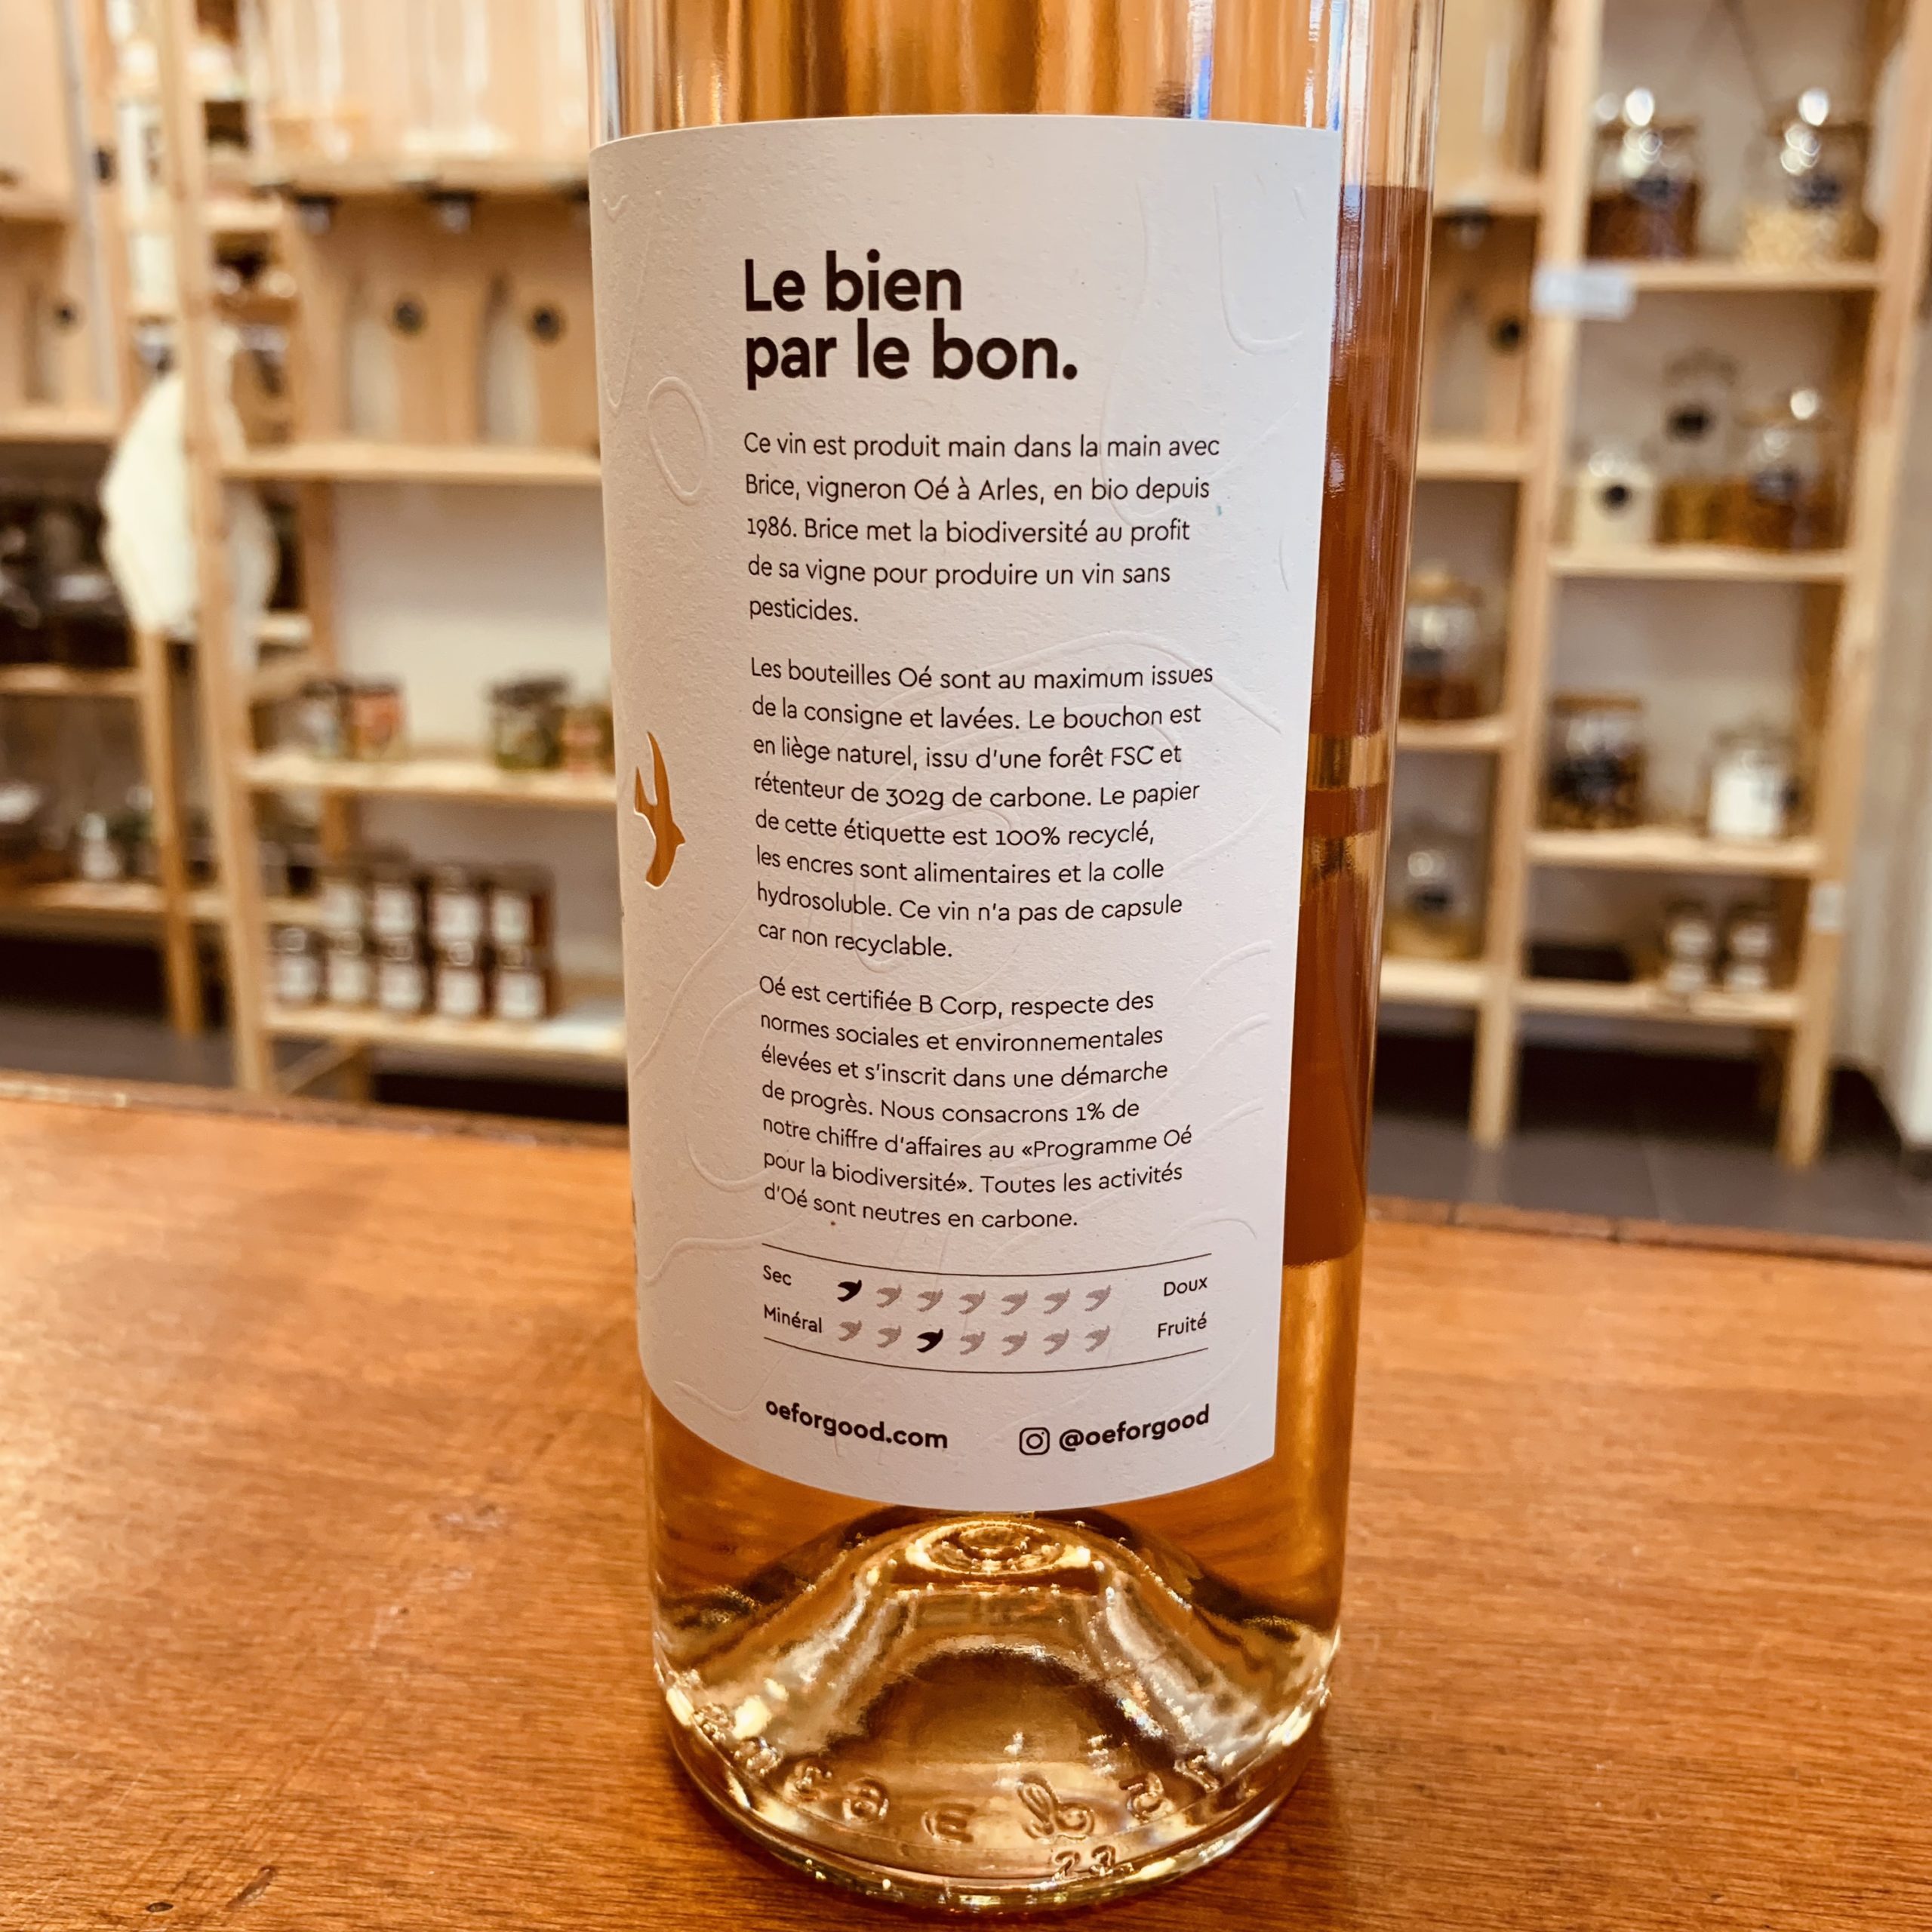 Le bien
par le bon.
Ce vin est produit main dans la main avec
Brice, vigneron Oé à Arles, en bio depuis
1986. Brice met la biodiversité au profit
de sa vigne pour produire un vin sans
pesticides.
Les bouteilles Oé sont au maximum issues
de la consigne et lavées. Le bouchon est
en liège naturel, issu d'une forêt FSC et
rétenteur de 302g de carbone. Le papier
de cette étiquette est 100% recyclé,
les encres sont alimentaires et la colle
hydrosoluble. Ce vin n'a pas de capsule
car non recyclable.
Oé est certifiée B Corp, respecte des
normes sociales et environnementales
élevées et s'inscrit dans une démarche
de progrès. Nous consacrons 1% de
notre chiffre d'affaires au «Programme Oé
pour la biodiversité». Toutes les activités
d'Oé sont neutres en carbone.
Sec Doux
Minéral Fruité
oeforgood.com @oeforgood